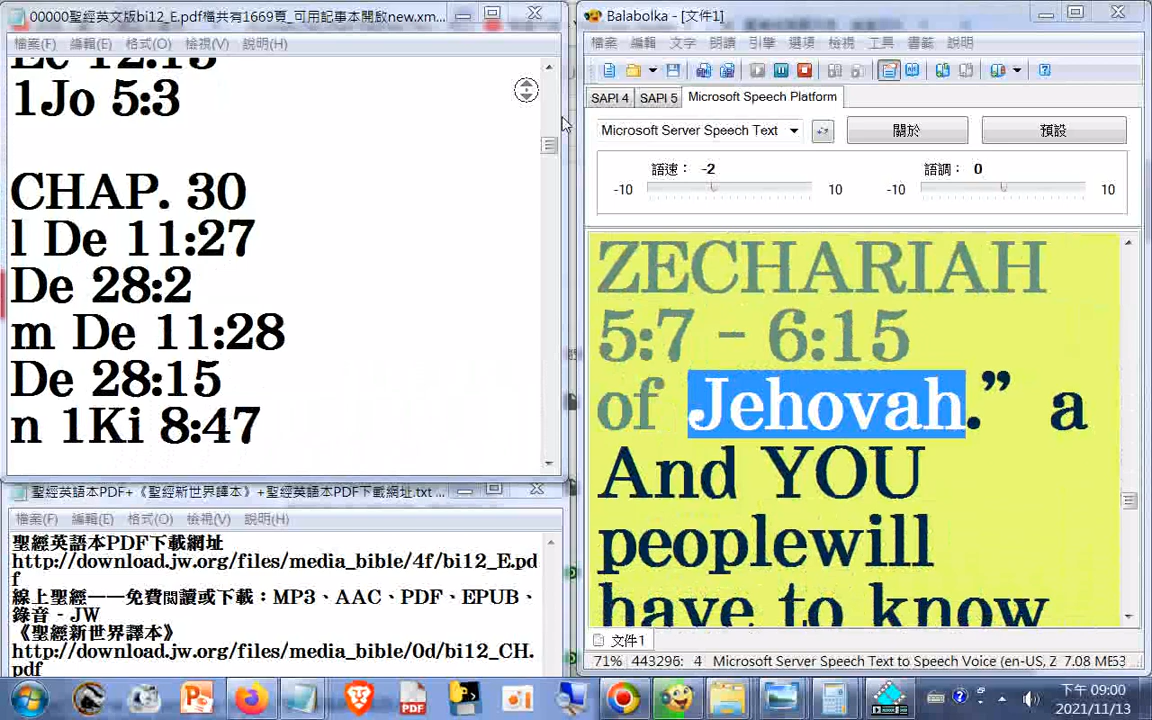 00000聖經英文版bi12_E.pdf檔共有1669頁_可用記事本開啟new.xm...
檔案(F) 編輯(E) 格式(O) 檢視(V) 說明(H)
Ec 12:13
1Jo 5:3
CHAP. 30
l De 11:27
De 28:2
m De 11:28
De 28:15
n 1Ki 8:47
聖經英語本PDF+《聖經新世界譯本》+聖經英語本PDF下載網址.txt ...
檔案(F) 編輯(E) 格式(O) 檢視(V) 說明(H)
聖經英語本PDF下載網址
http://download.jw.org/files/media_bible/4f/bi12_E.pd
f
線上聖經——免費閱讀或下載：MP3、AAC、PDF、EPUB、
錄音 - JW
《聖經新世界譯本》
http://download.jw.org/files/media_bible/0d/bi12_CH.
pdf
Balabolka - [文件1]
檔案 編輯 文字 朗讀 引擎 選項 檢視 工具 書籤 說明
SAPI 4 SAPI 5 Microsoft Speech Platform
Microsoft Server Speech Text 關於 預設
語速： -2 語調： 0
-10 10 -10 10
ZECHARIAH
5:7 - 6:15
of Jehovah.” a
And YOU
peoplewill
have to know
文件1
71% 443296: 4 Microsoft Server Speech Text to Speech Voice (en-US, Z 7.08 ME53
PDF
下午 09:00
2021/11/13